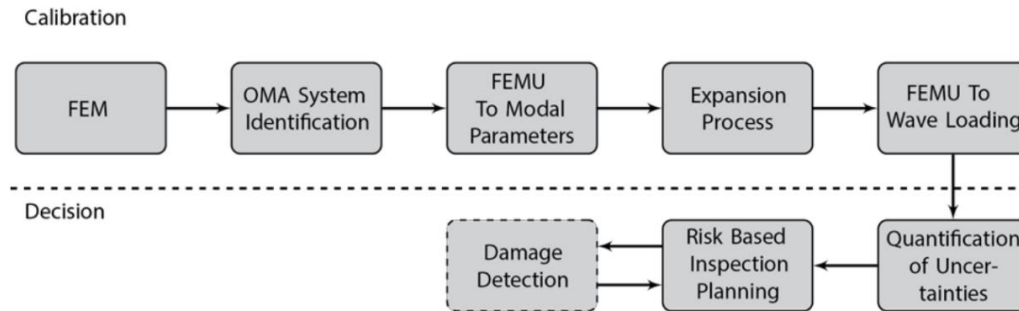 Calibration
FEM
OMA System
Identification
FEMU
To Modal
Parameters
Expansion
Process
FEMU To
Wave Loading
Decision
Damage
Detection
Risk Based
Inspection
Planning
Quantification
of Uncer-
tainties